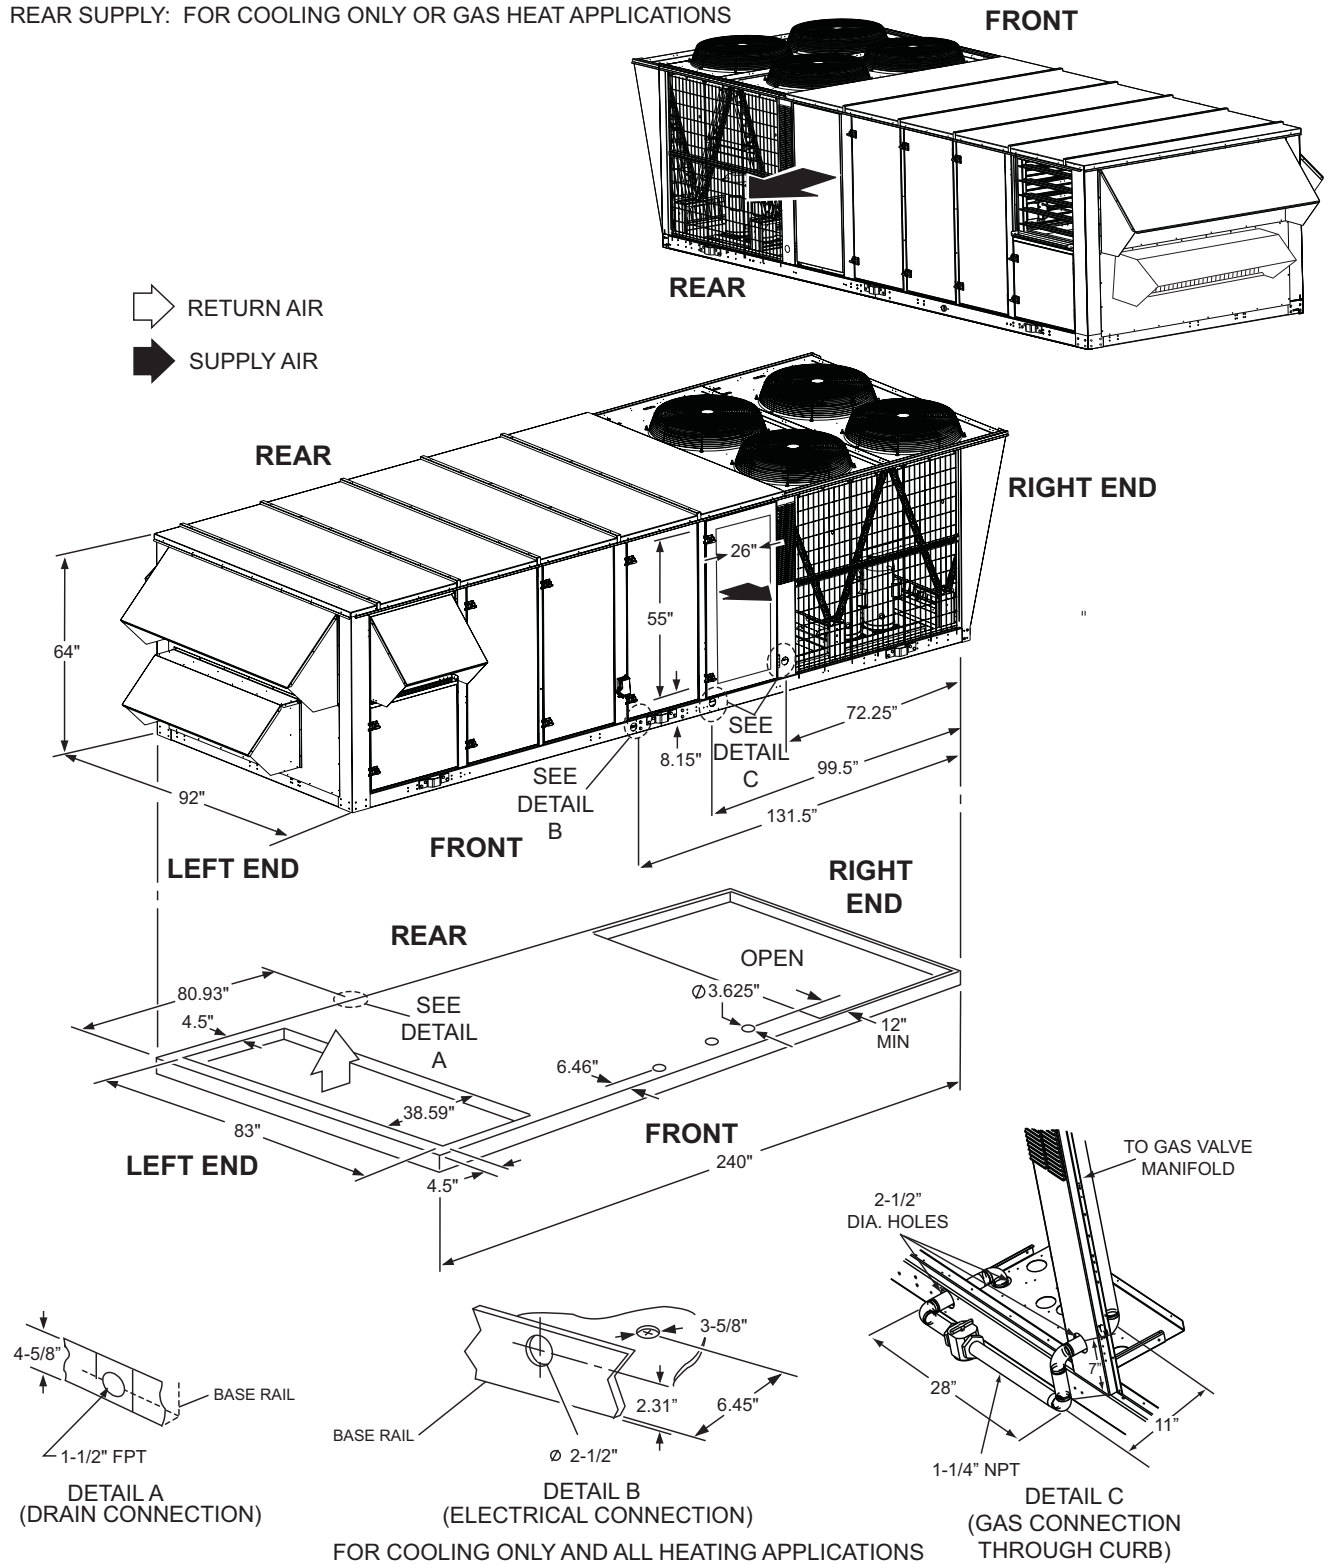 REAR SUPPLY: FOR COOLING ONLY OR GAS HEAT APPLICATIONS
FRONT
REAR
RETURN AIR
SUPPLY AIR
REAR
RIGHT END
26"
55"
"
64"
72.25”
SEE
DETAIL
C
8.15"
99.5”
SEE
DETAIL
B
92"
131.5”
FRONT
LEFT END
RIGHT
END
REAR
OPEN
80.93"
Ø 3.625"
SEE
DETAIL
A
4.5"
12"
MIN
6.46"
38.59"
83"
FRONT
LEFT END
240"
4.5"
TO GAS VALVE
MANIFOLD
2-1/2”
DIA. HOLES
4-5/8”
BASE RAIL
1-1/2" FPT
DETAIL A
(DRAIN CONNECTION)
3-5/8"
2.31”
6.45"
BASE RAIL
Ø 2-1/2"
DETAIL B
(ELECTRICAL CONNECTION)
7”
28”
11”
1-1/4” NPT
DETAIL C
(GAS CONNECTION
THROUGH CURB)
FOR COOLING ONLY AND ALL HEATING APPLICATIONS